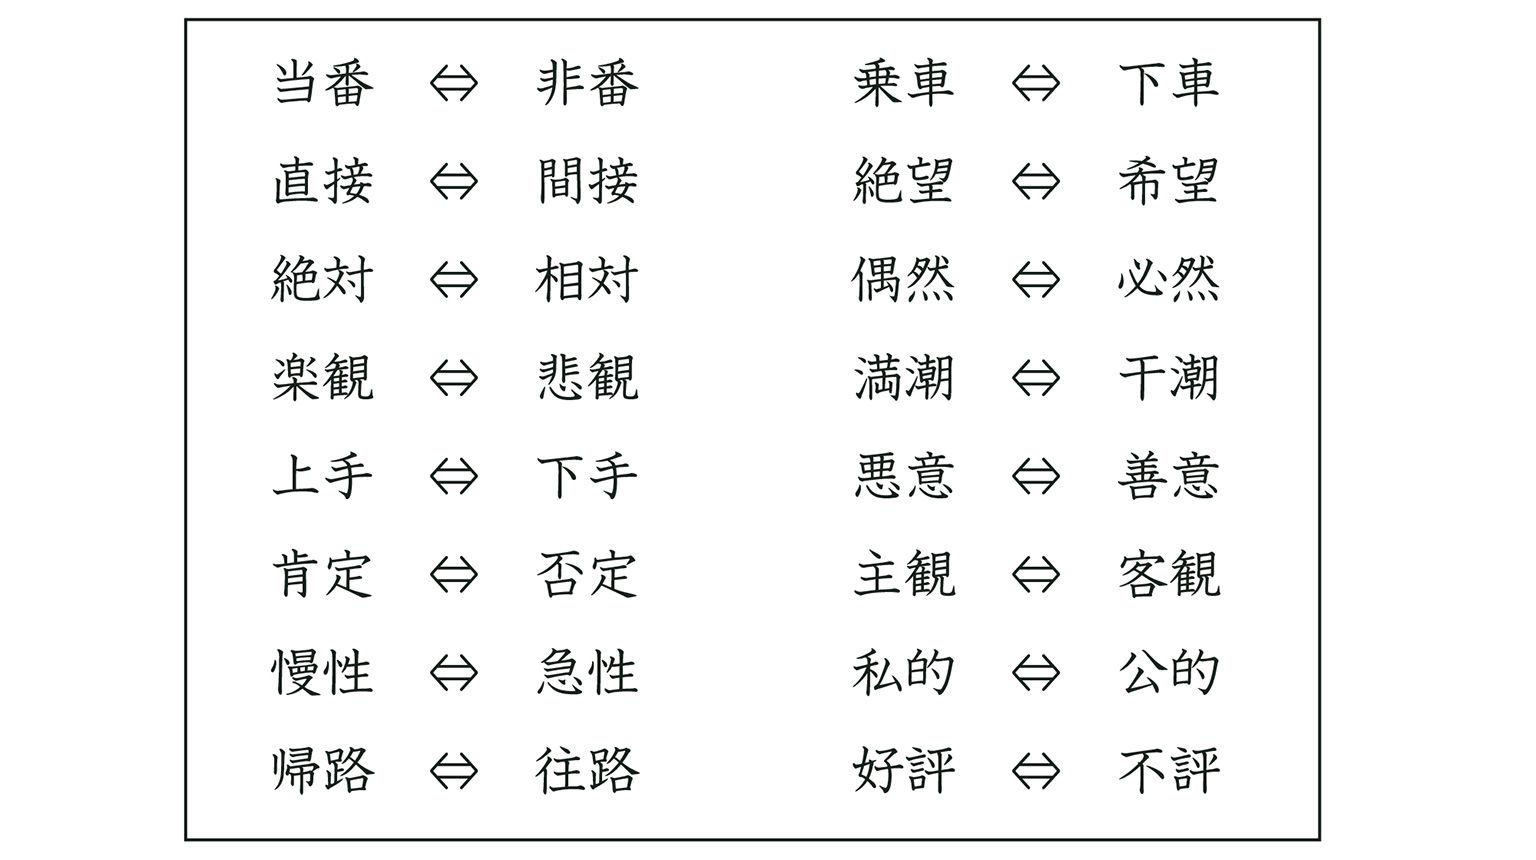 当番 ⇔ 非番 乗車 ⇔ 下車
直接 ⇔ 間接 絶望 ⇔ 希望
絶対 ⇔ 相対 偶然 ⇔ 必然
楽観 ⇔ 悲観 満潮 ⇔ 干潮
上手 ⇔ 下手 悪意 ⇔ 善意
肯定 ⇔ 否定 主観 ⇔ 客観
慢性 ⇔ 急性 私的 ⇔ 公的
帰路 ⇔ 往路 好評 ⇔ 不評